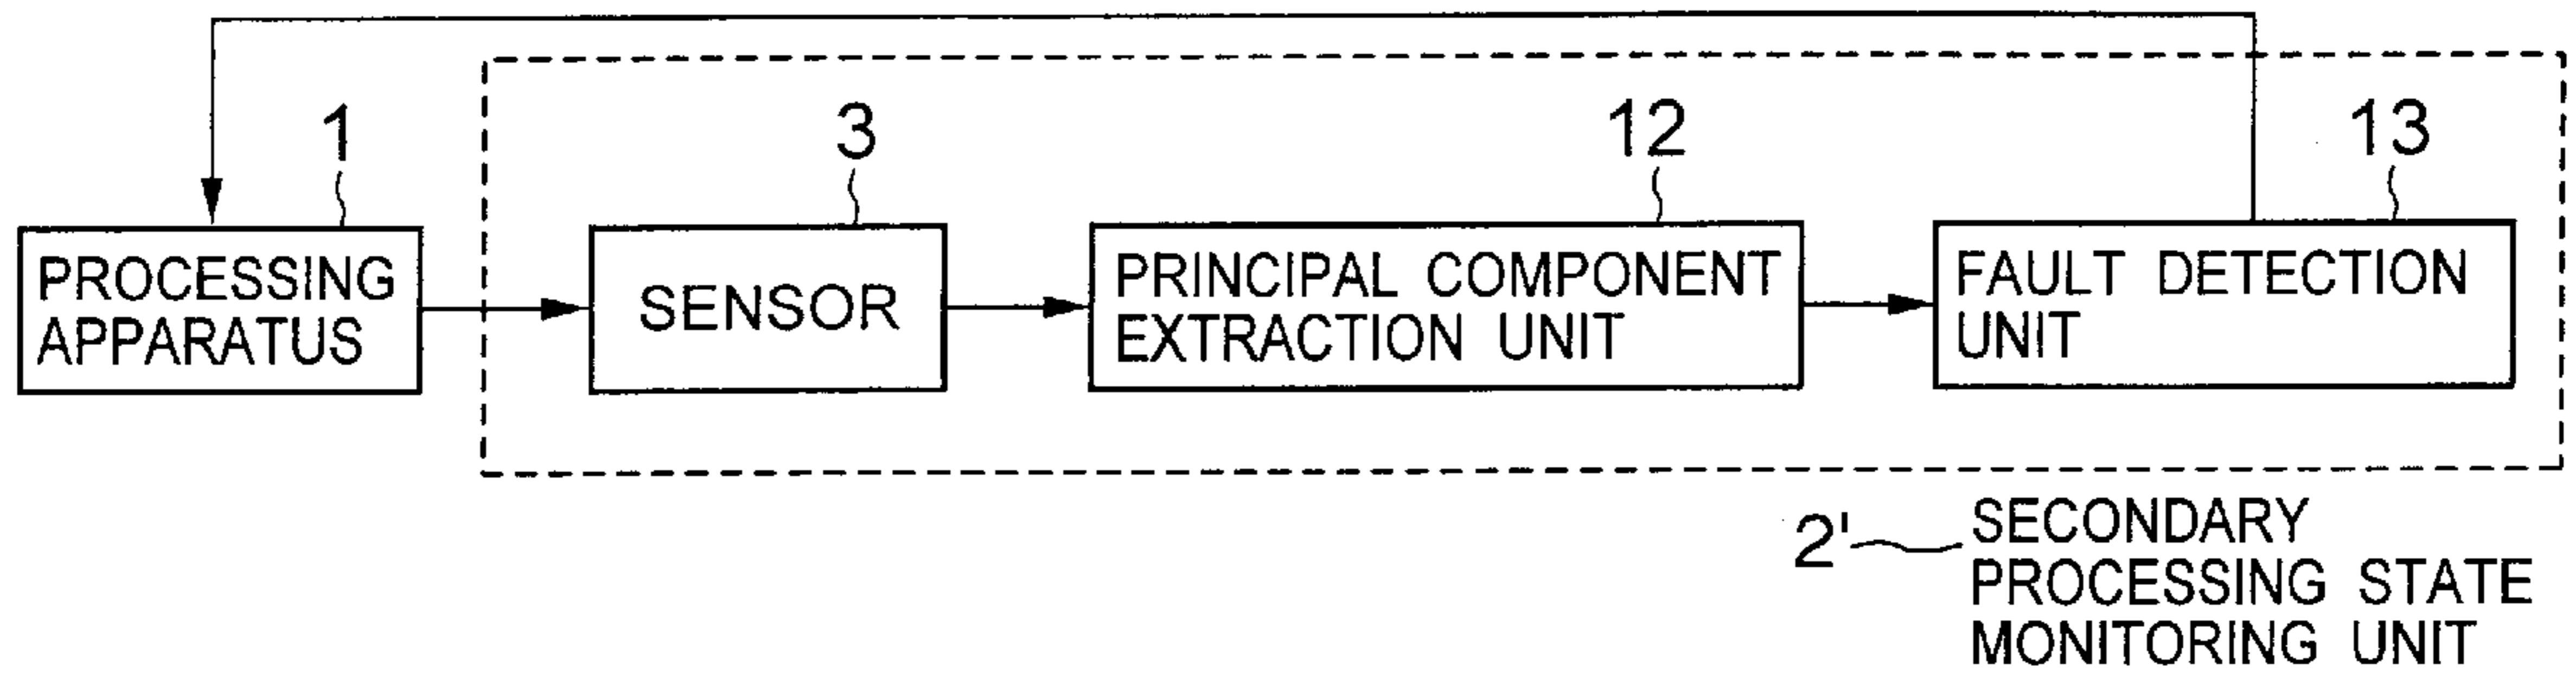 1
3
12
13
PROCESSING
APPARATUS
SENSOR
PRINCIPAL COMPONENT
EXTRACTION UNIT
FAULT DETECTION
UNIT
2'
SECONDARY
PROCESSING STATE
MONITORING UNIT